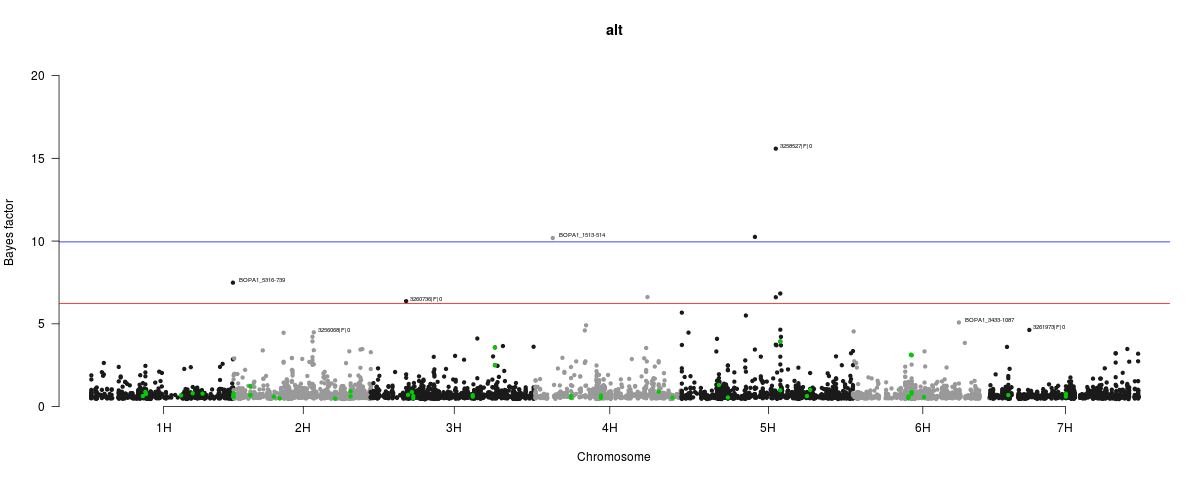 alt
Bayes factor
20
15
10
5
0
3258527|F|0
BOPA1_1513-514
BOPA1_5316-739
3260736|F|0
3256068|F|0
BOPA1_3433-1087
3261973|F|0
1H 2H 3H 4H 5H 6H 7H
Chromosome